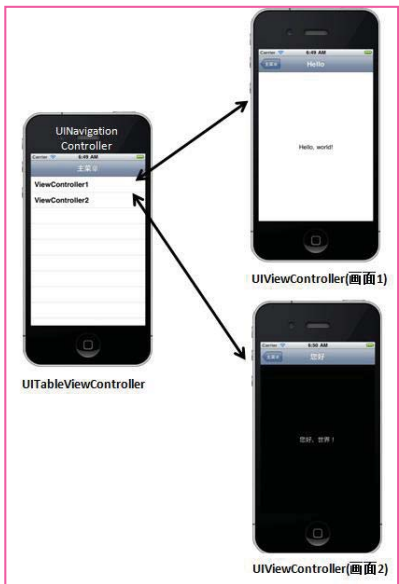 UINavigation
Controller
Carrier 6:49 AM
主菜单
ViewController1
ViewController2
UITableViewController
Carrier 6:49 AM
主菜单 Hello
Hello, world!
UIViewController(画面1)
Carrier 6:50 AM
主菜单 您好
您好，世界！
UIViewController(画面2)